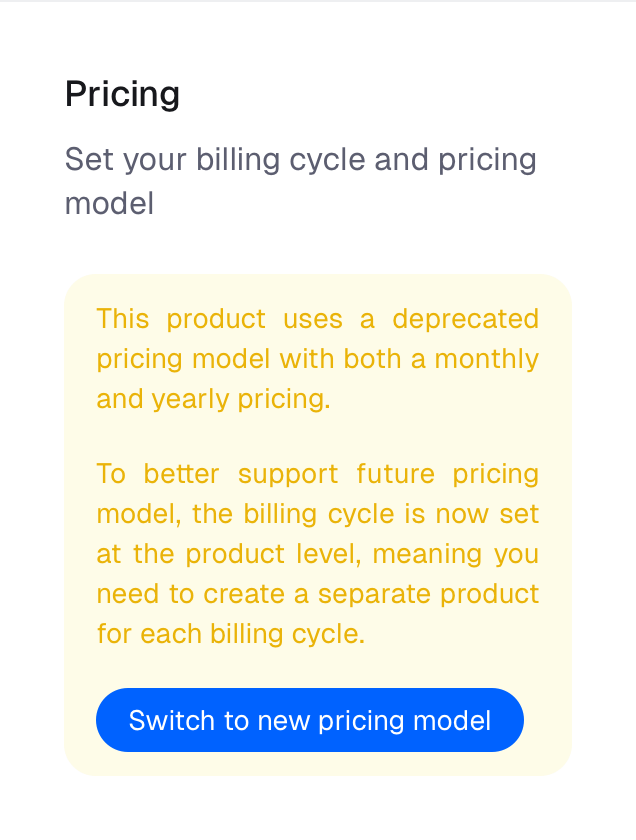 Pricing
Set your billing cycle and pricing
model
This product uses a deprecated
pricing model with both a monthly
and yearly pricing.
To better support future pricing
model, the billing cycle is now set
at the product level, meaning you
need to create a separate product
for each billing cycle.
Switch to new pricing model